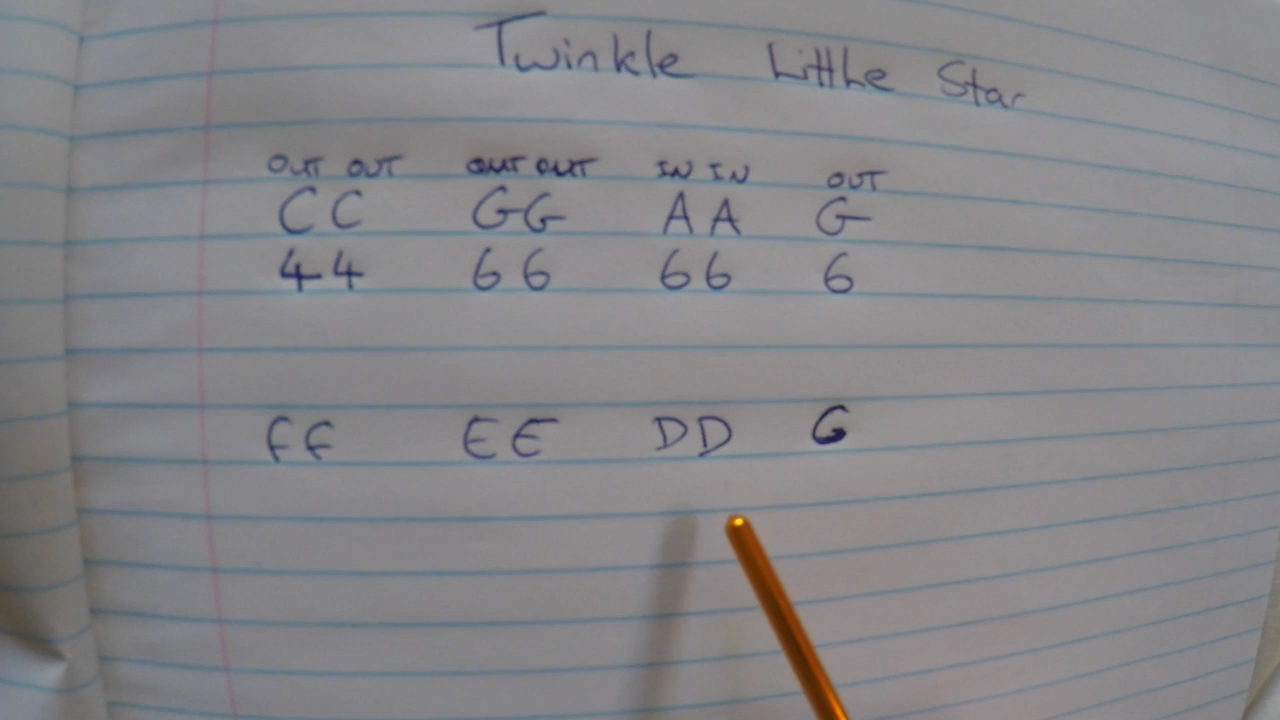 Twinkle Little Star
OUT OUT OUT OUT IN IN OUT
C C G G A A G
4 4 6 6 6 6 6
F F E E D D G